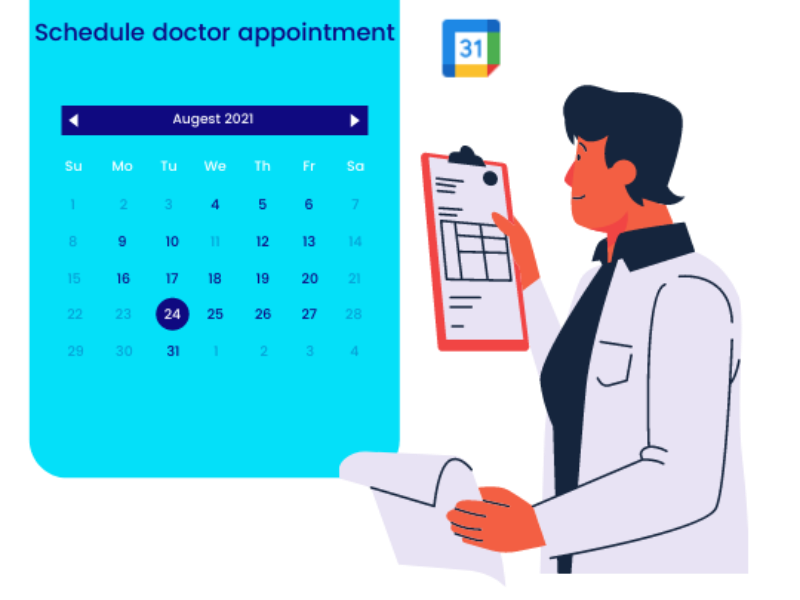 Schedule doctor appointment
31
Augest 2021
Su Mo Tu We Th Fr Sa
1 2 3 4 5 6 7
8 9 10 11 12 13 14
15 16 17 18 19 20 21
22 23 24 25 26 27 28
29 30 31 1 2 3 4